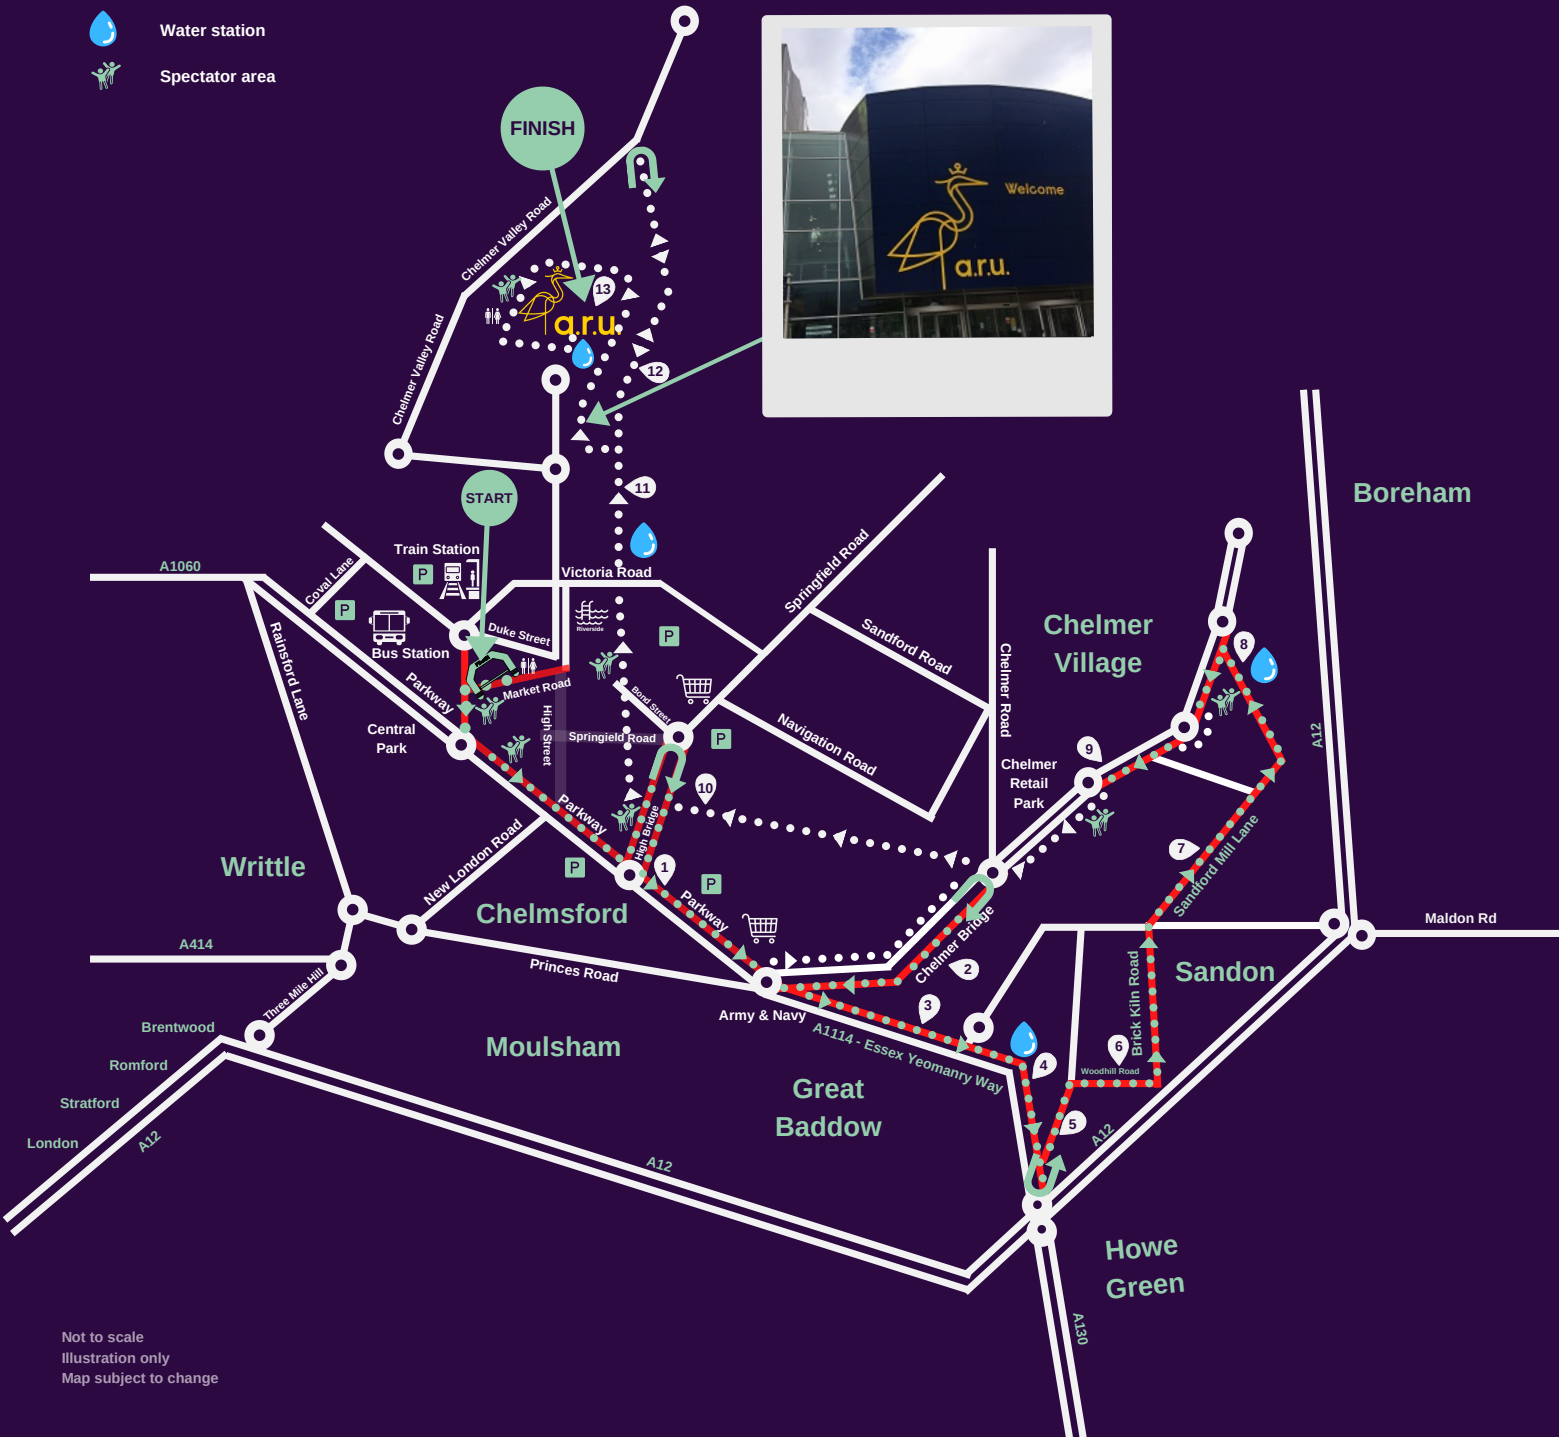 Water station
Spectator area
FINISH
Welcome
a.r.u.
Chelmer Valley Road
13
a.r.u.
Chelmer Valley Road
12
START
11
Boreham
Train Station
P
A1060
Coval Lane
Victoria Road
Springfield Road
P
Riverside
P
Duke Street
Bus Station
Rainsford Lane
Sandford Road
Chelmer
Village
8
Chelmer Road
Parkway
Market Road
Bond Street
High Street
Springield Road
P
Navigation Road
Central
Park
A12
9
Chelmer
Retail
Park
10
Parkway
High Bridge
New London Road
7
Sandford Mill Lane
Writtle
P
1
P
Parkway
Chelmsford
Chelmer Bridge
Maldon Rd
A414
Princes Road
2
Sandon
Three Mile Hill
3
Army & Navy
Brick Kiln Road
Brentwood
A1114 - Essex Yeomanry Way
Moulsham
6
4
Romford
Woodhill Road
Great
Baddow
Stratford
5
London
A12
A12
A12
Howe
Green
A130
Not to scale
Illustration only
Map subject to change